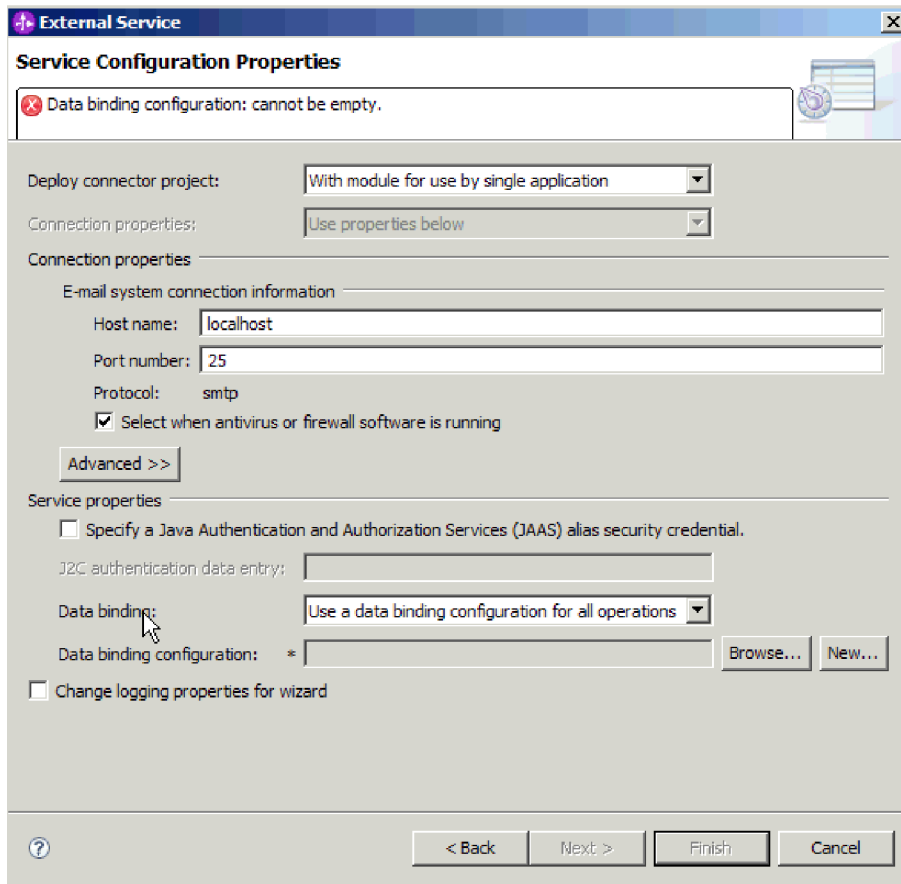 External Service
Service Configuration Properties
Data binding configuration: cannot be empty.
Deploy connector project: With module for use by single application
Connection properties: Use properties below
Connection properties
E-mail system connection information
Host name: localhost
Port number: 25
Protocol: smtp
Select when antivirus or firewall software is running
Advanced >>
Service properties
Specify a Java Authentication and Authorization Services (JAAS) alias security credential.
J2C authentication data entry:
Data binding: Use a data binding configuration for all operations
Data binding configuration: * Browse... New...
Change logging properties for wizard
? < Back Next > Finish Cancel